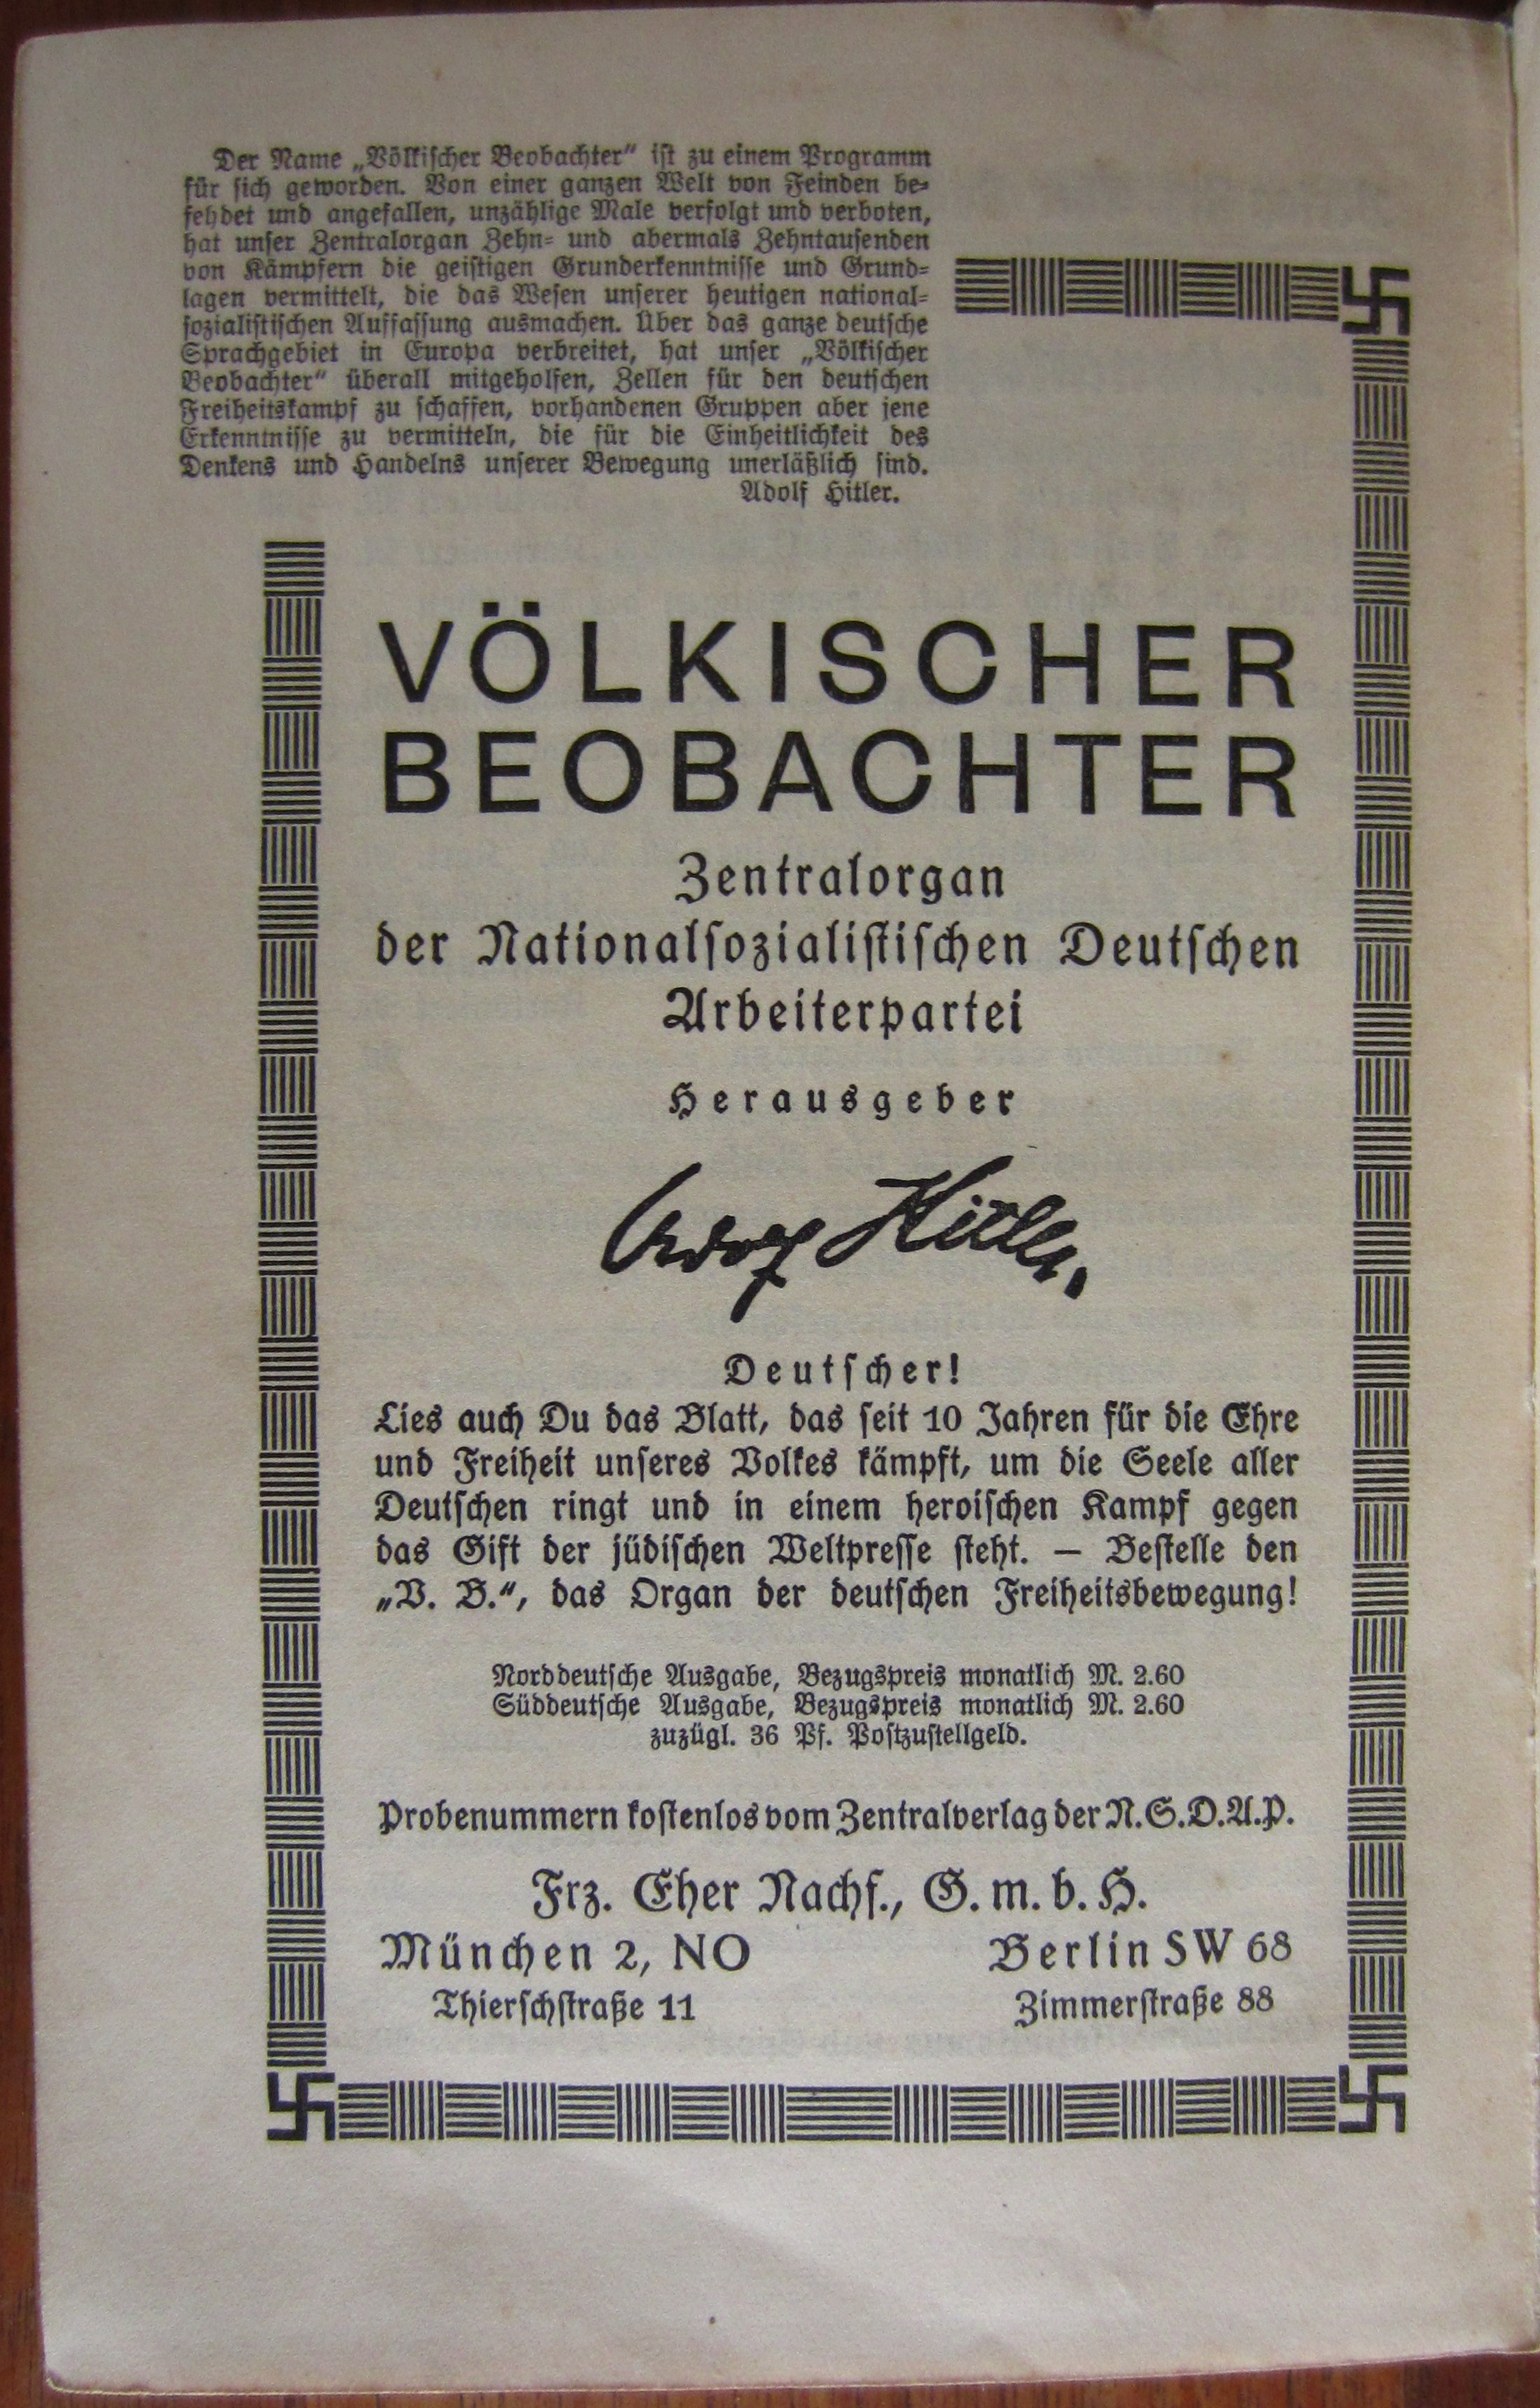 Der Name „Völkischer Beobachter“ ist zu einem Programm
für sich geworden. Von einer ganzen Welt von Feinden be-
fehdet und angefallen, unzählige Male verfolgt und verboten,
hat unser Zentralorgan Zehn- und abermals Zehntausenden
von Kämpfern die geistigen Grunderkenntnisse und Grund-
lagen vermittelt, die das Wesen unserer heutigen national-
sozialistischen Auffassung ausmachen. Über das ganze deutsche
Sprachgebiet in Europa verbreitet, hat unser „Völkischer
Beobachter“ überall mitgeholfen, Zellen für den deutschen
Freiheitskampf zu schaffen, vorhandenen Gruppen aber jene
Erkenntnisse zu vermitteln, die für die Einheitlichkeit des
Denkens und Handelns unserer Bewegung unerläßlich sind.
Adolf Hitler.
VÖLKISCHER
BEOBACHTER
Zentralorgan
der Nationalsozialistischen Deutschen
Arbeiterpartei
Herausgeber
Adolf Hitler
Deutscher!
Lies auch Du das Blatt, das seit 10 Jahren für die Ehre
und Freiheit unseres Volkes kämpft, um die Seele aller
Deutschen ringt und in einem heroischen Kampf gegen
das Gift der jüdischen Weltpresse steht. — Bestelle den
„V. B.“, das Organ der deutschen Freiheitsbewegung!
Norddeutsche Ausgabe, Bezugspreis monatlich M. 2.60
Süddeutsche Ausgabe, Bezugspreis monatlich M. 2.60
zuzügl. 36 Pf. Postzustellgeld.
Probenummern kostenlos vom Zentralverlag der N.S.D.A.P.
Frz. Eher Nachf., G. m. b. H.
München 2, NO Berlin SW 68
Thierschstraße 11 Zimmerstraße 88